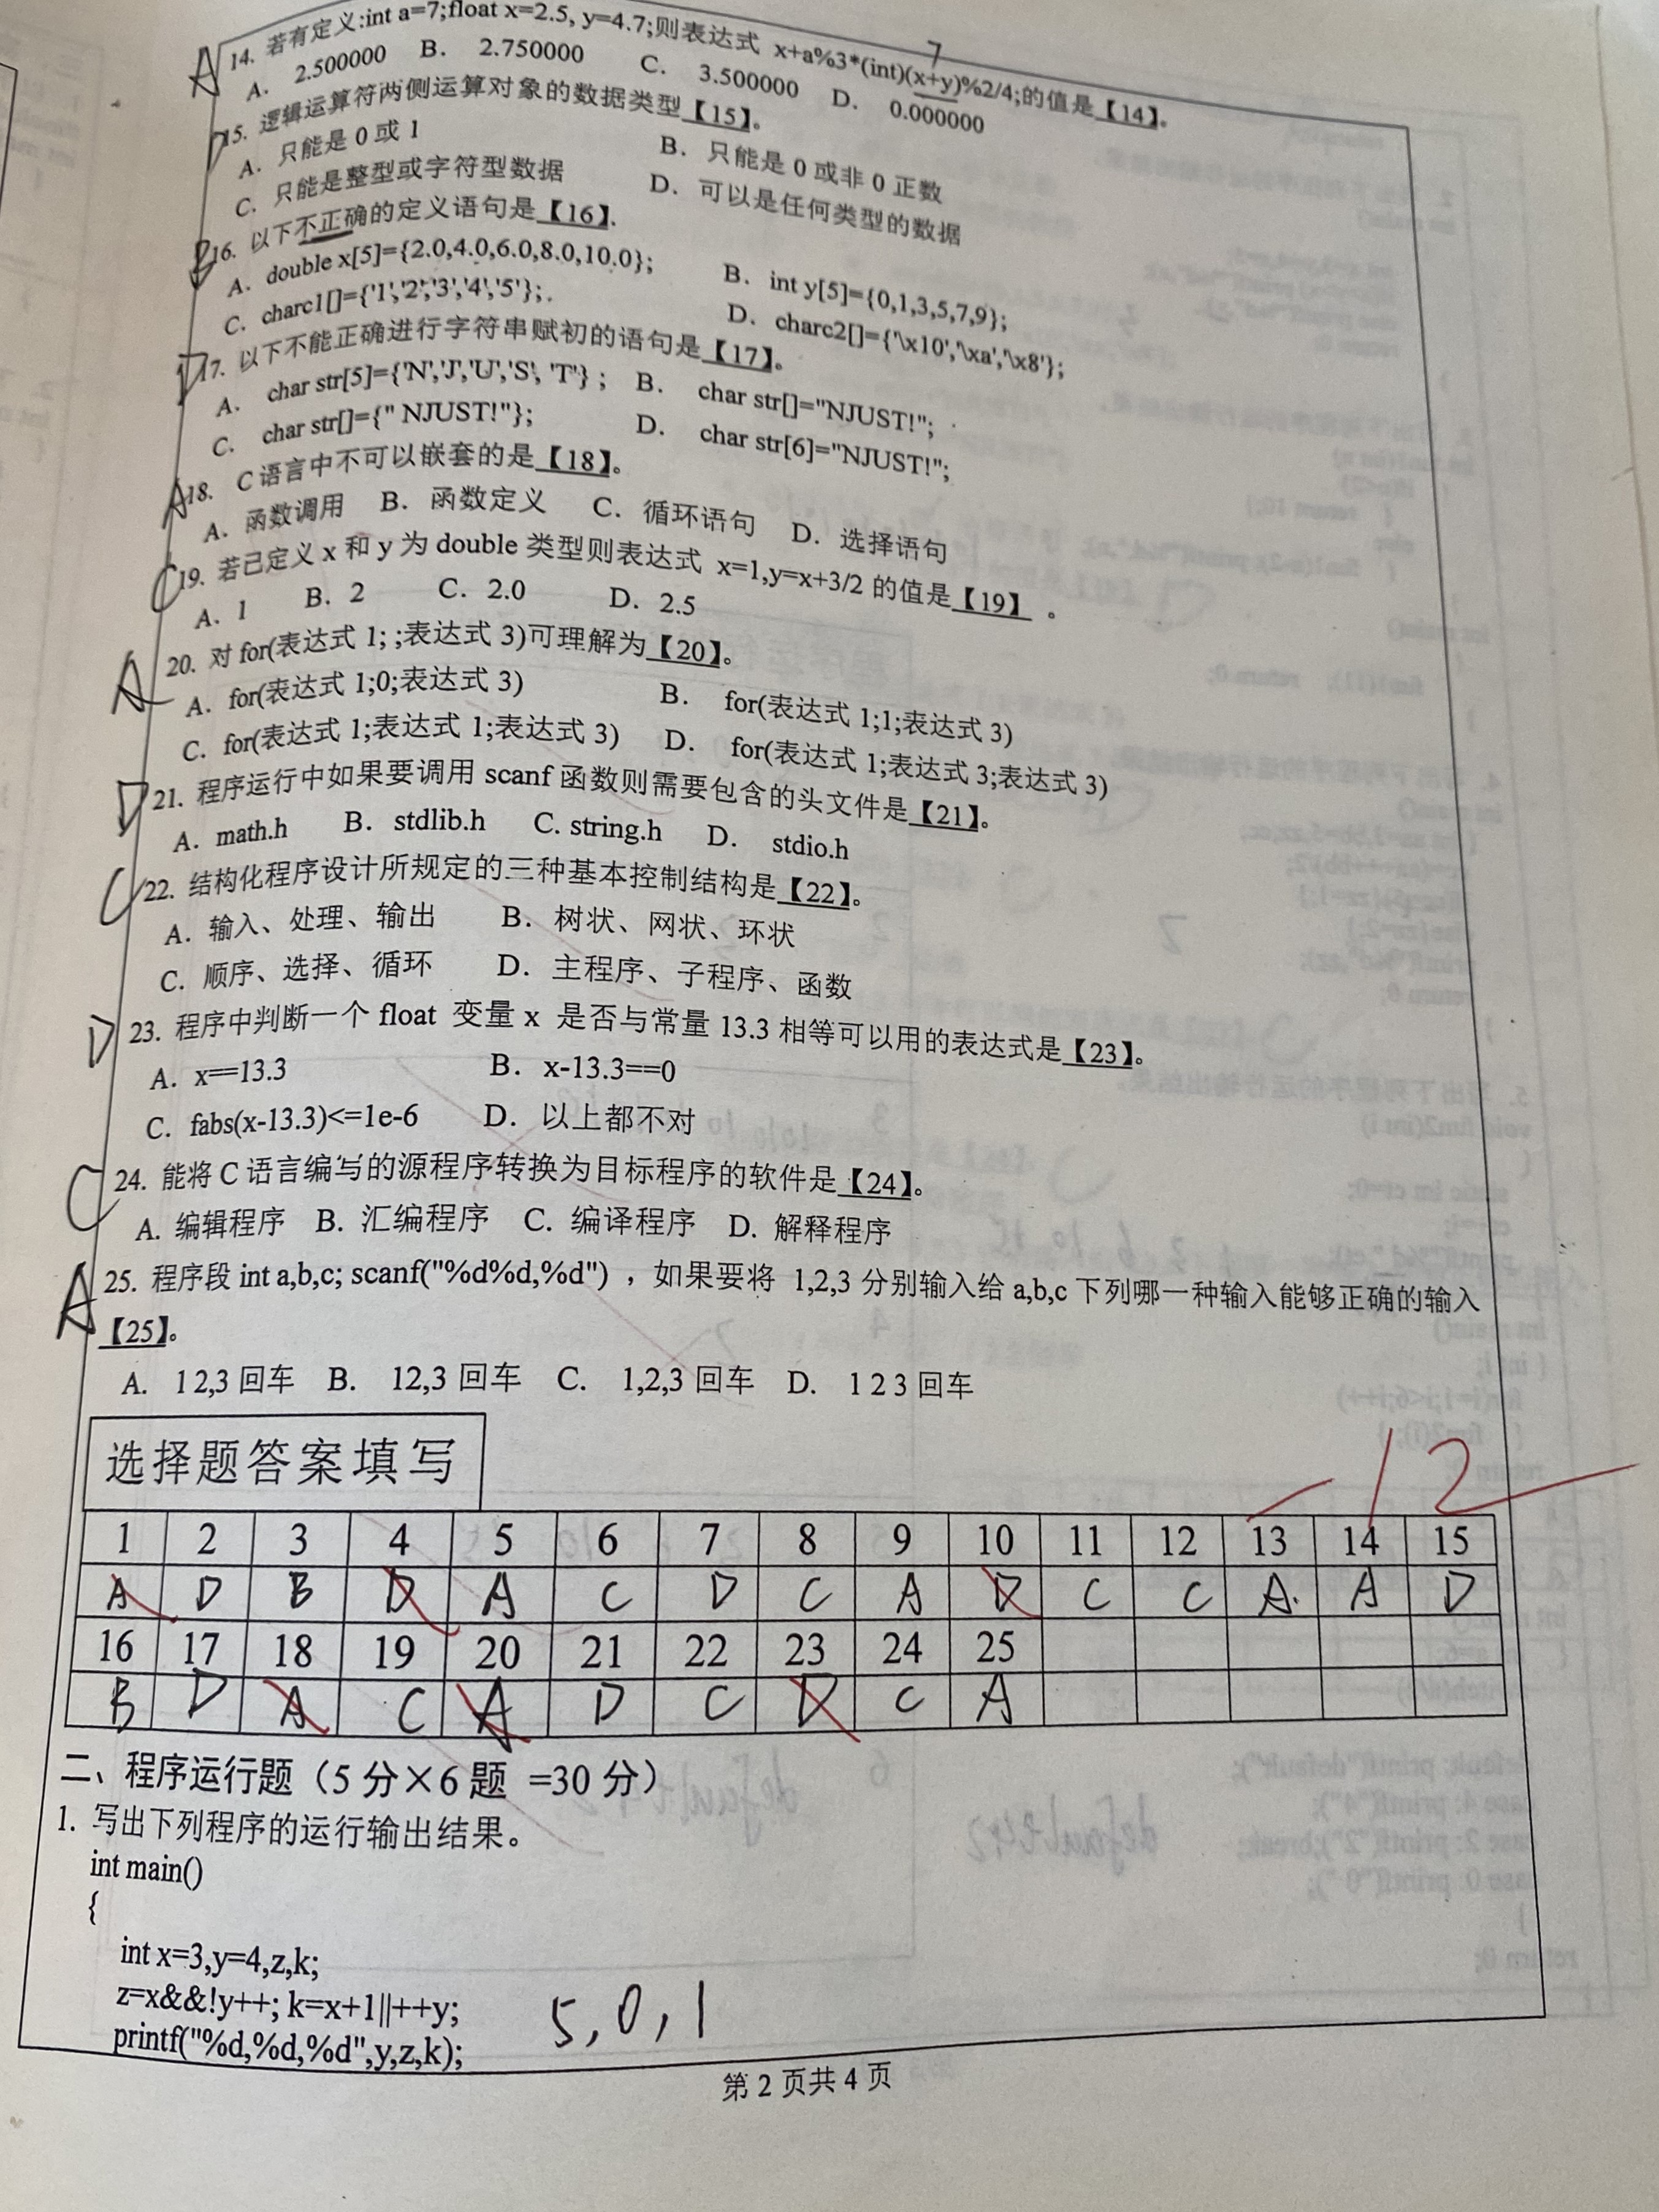 7
A 14. 若有定义:int a=7;float x=2.5, y=4.7;则表达式 x+a%3*(int)(x+y)%2/4;的值是【14】。
A. 2.500000 B. 2.750000 C. 3.500000 D. 0.000000
D 15. 逻辑运算符两侧运算对象的数据类型【15】。
A. 只能是 0 或 1 B. 只能是 0 或非 0 正数
C. 只能是整型或字符型数据 D. 可以是任何类型的数据
B 16. 以下不正确的定义语句是【16】.
A. double x[5]={2.0,4.0,6.0,8.0,10.0}; B. int y[5]={0,1,3,5,7,9};
C. charc1[]={'1','2','3','4','5'}; D. charc2[]={'\x10','\xa','\x8'};
D 17. 以下不能正确进行字符串赋初的语句是【17】。
A. char str[5]={'N','J','U','S', 'T'} ; B. char str[]="NJUST!";
C. char str[]={" NJUST!"}; D. char str[6]="NJUST!";
A 18. C 语言中不可以嵌套的是【18】。
A. 函数调用 B. 函数定义 C. 循环语句 D. 选择语句
C 19. 若已定义 x 和 y 为 double 类型则表达式 x=1,y=x+3/2 的值是【19】 。
A. 1 B. 2 C. 2.0 D. 2.5
A 20. 对 for(表达式 1; ;表达式 3)可理解为【20】。
A. for(表达式 1;0;表达式 3) B. for(表达式 1;1;表达式 3)
C. for(表达式 1;表达式 1;表达式 3) D. for(表达式 1;表达式 3;表达式 3)
D 21. 程序运行中如果要调用 scanf 函数则需要包含的头文件是【21】。
A. math.h B. stdlib.h C. string.h D. stdio.h
C 22. 结构化程序设计所规定的三种基本控制结构是【22】。
A. 输入、处理、输出 B. 树状、网状、环状
C. 顺序、选择、循环 D. 主程序、子程序、函数
D 23. 程序中判断一个 float 变量 x 是否与常量 13.3 相等可以用的表达式是【23】。
A. x==13.3 B. x-13.3==0
C. fabs(x-13.3)<=1e-6 D. 以上都不对
C 24. 能将 C 语言编写的源程序转换为目标程序的软件是【24】。
A. 编辑程序 B. 汇编程序 C. 编译程序 D. 解释程序
A 25. 程序段 int a,b,c; scanf("%d%d,%d") ，如果要将 1,2,3 分别输入给 a,b,c 下列哪一种输入能够正确的输入
【25】。
A. 1 2,3 回车 B. 12,3 回车 C. 1,2,3 回车 D. 1 2 3 回车
选择题答案填写
-12
1 2 3 4 5 6 7 8 9 10 11 12 13 14 15
A D B D A C D C A D C C A. A D
16 17 18 19 20 21 22 23 24 25
B D A C A D C D C A
二、程序运行题（5 分×6 题 =30 分）
1. 写出下列程序的运行输出结果。
int main()
{
int x=3,y=4,z,k;
z=x&&!y++; k=x+1||++y;
printf("%d,%d,%d",y,z,k);
5,0,1
第 2 页共 4 页